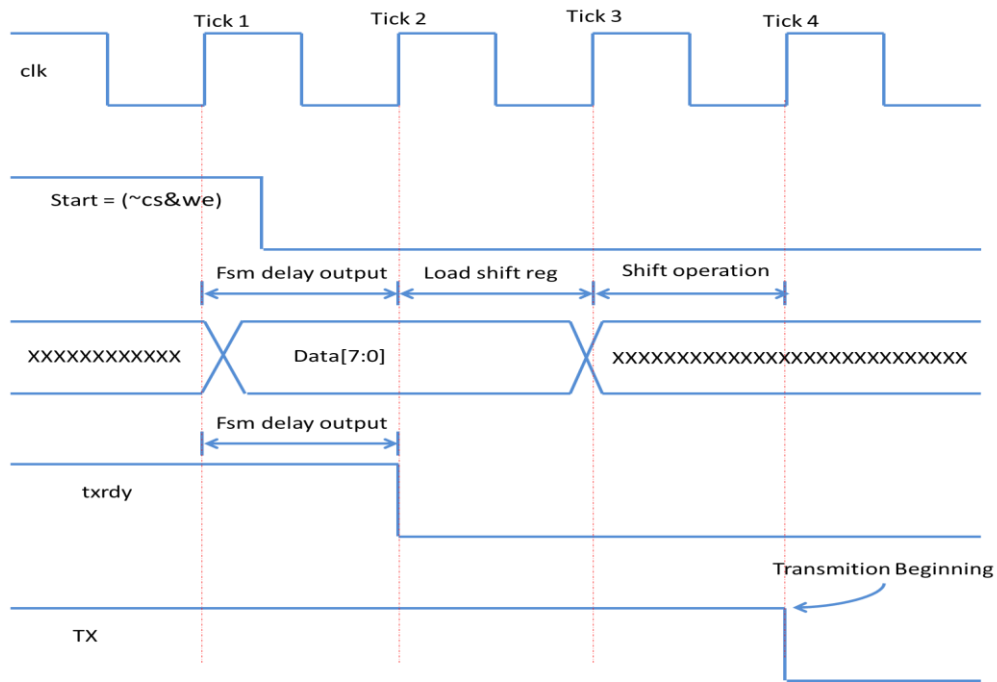 Tick 1
Tick 2
Tick 3
Tick 4
clk
Start = (~cs&we)
Fsm delay output
Load shift reg
Shift operation
XXXXXXXXXXXX
Data[7:0]
XXXXXXXXXXXXXXXXXXXXXXXXXXXX
Fsm delay output
txrdy
Transmition Beginning
TX